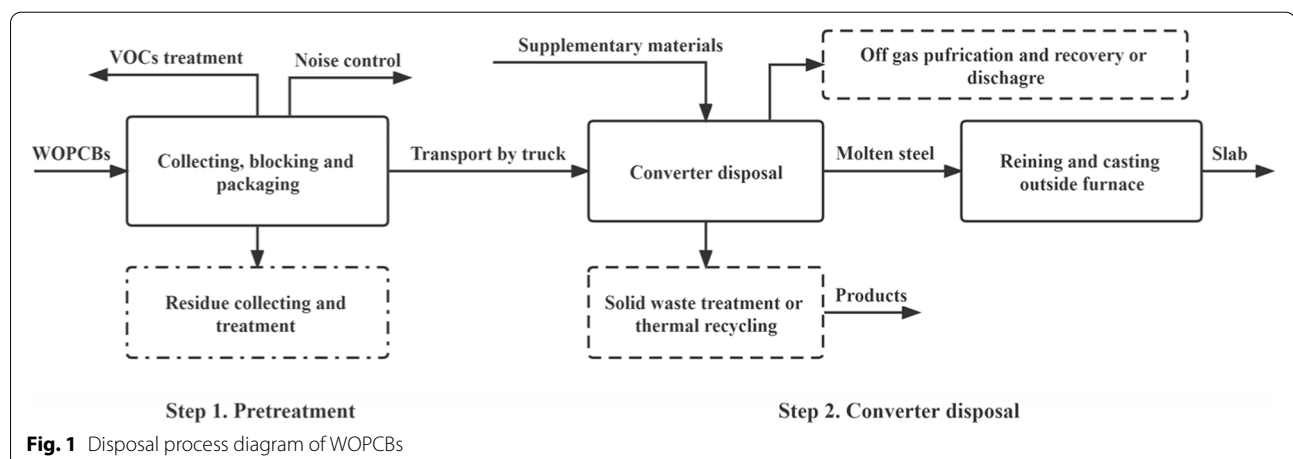 VOCs treatment
Noise control
Supplementary materials
Off gas pufrication and recovery or
dischagre
WOPCBs
Collecting, blocking and
packaging
Transport by truck
Converter disposal
Molten steel
Reining and casting
outside furnace
Slab
Residue collecting and
treatment
Solid waste treatment or
thermal recycling
Products
Step 1. Pretreatment
Step 2. Converter disposal
Fig. 1 Disposal process diagram of WOPCBs